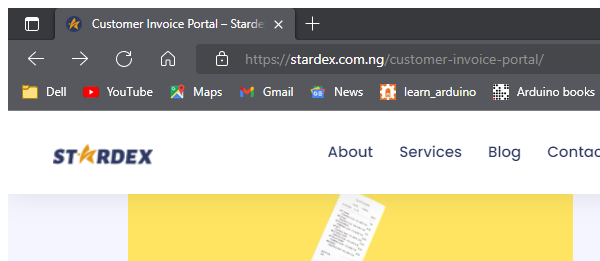 Customer Invoice Portal – Starde
https://stardex.com.ng/customer-invoice-portal/
Dell YouTube Maps Gmail News learn_arduino Arduino books
STARDEX About Services Blog Contac